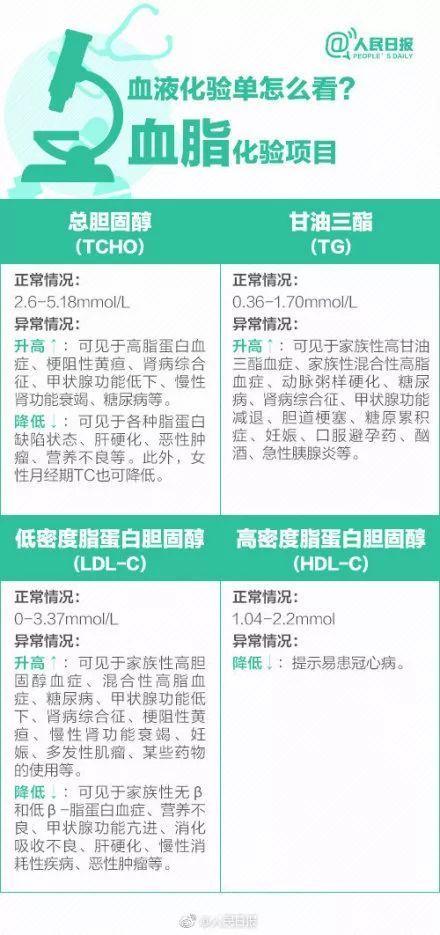 @人民日报
PEOPLE'S DAILY
血液化验单怎么看?
血脂化验项目
总胆固醇
(TCHO)
正常情况:
2.6-5.18mmol/L
异常情况:
升高↑: 可见于高脂蛋白血
症、梗阻性黄疸、肾病综合
征、甲状腺功能低下、慢性
肾功能衰竭、糖尿病等。
降低↓: 可见于各种脂蛋白
缺陷状态、肝硬化、恶性肿
瘤、营养不良等。此外，女
性月经期TC也可降低。
甘油三酯
(TG)
正常情况:
0.36-1.70mmol/L
异常情况:
升高↑: 可见于家族性高甘油
三酯血症、家族性混合性高脂
血症、动脉粥样硬化、糖尿
病、肾病综合征、甲状腺功能
减退、胆道梗塞、糖原累积
症、妊娠、口服避孕药、酗
酒、急性胰腺炎等。
低密度脂蛋白胆固醇
(LDL-C)
正常情况:
0-3.37mmol/L
异常情况:
升高↑: 可见于家族性高胆
固醇血症、混合性高脂血
症、糖尿病、甲状腺功能低
下、肾病综合征、梗阻性黄
疸、慢性肾功能衰竭、妊
娠、多发性肌瘤、某些药物
的使用等。
降低↓: 可见于家族性无β
和低β-脂蛋白血症、营养不
良、甲状腺功能亢进、消化
吸收不良、肝硬化、慢性消
耗性疾病、恶性肿瘤等。
高密度脂蛋白胆固醇
(HDL-C)
正常情况:
1.04-2.2mmol
异常情况:
降低↓: 提示易患冠心病。
@人民日报